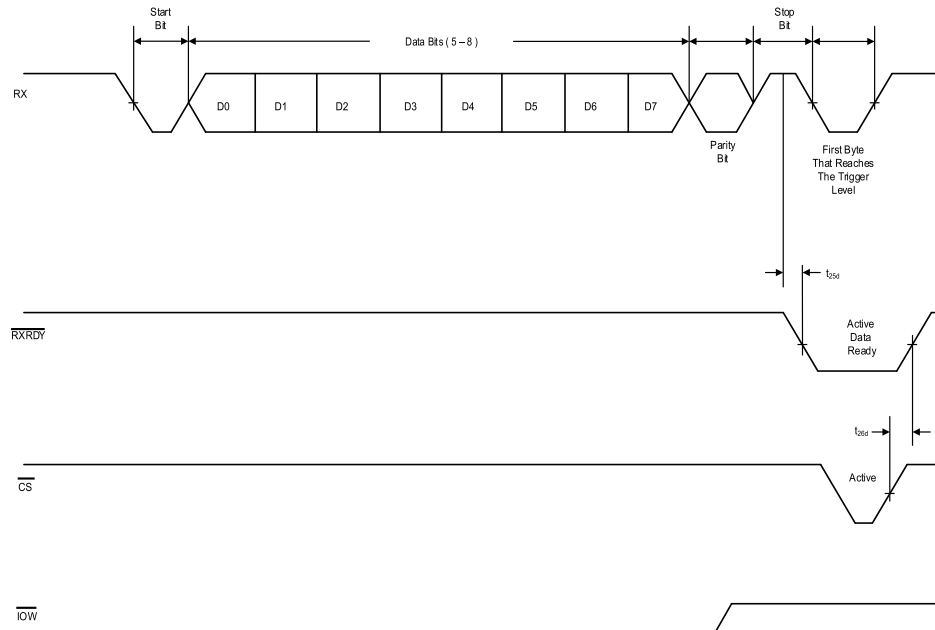 Start
Bit
Data Bits ( 5 – 8 )
Stop
Bit
RX
D0 D1 D2 D3 D4 D5 D6 D7
Parity
Bit
First Byte
That Reaches
The Trigger
Level
t25d
RXRDY
Active
Data
Ready
t26d
CS
Active
IOW